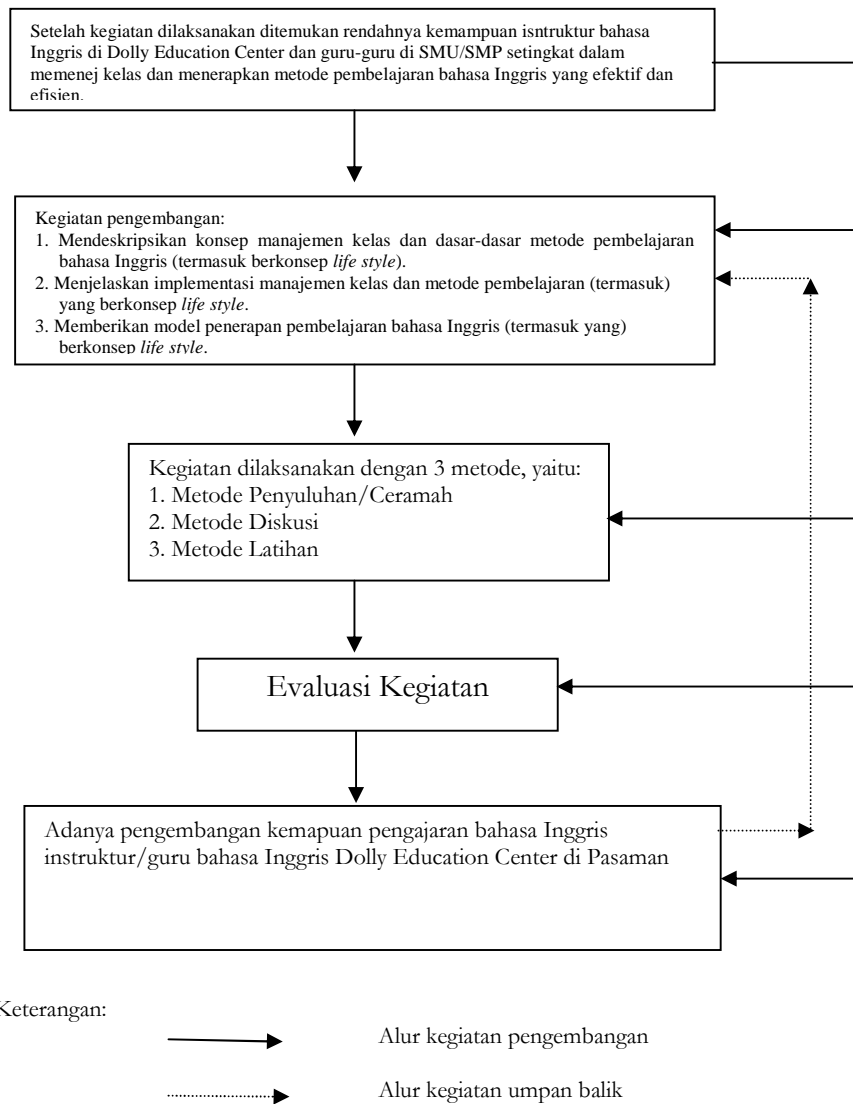 Setelah kegiatan dilaksanakan ditemukan rendahnya kemampuan isntruktur bahasa
Inggris di Dolly Education Center dan guru-guru di SMU/SMP setingkat dalam
memenej kelas dan menerapkan metode pembelajaran bahasa Inggris yang efektif dan
efisien.
Kegiatan pengembangan:
1. Mendeskripsikan konsep manajemen kelas dan dasar-dasar metode pembelajaran
bahasa Inggris (termasuk berkonsep life style).
2. Menjelaskan implementasi manajemen kelas dan metode pembelajaran (termasuk)
yang berkonsep life style.
3. Memberikan model penerapan pembelajaran bahasa Inggris (termasuk yang)
berkonsep life style.
Kegiatan dilaksanakan dengan 3 metode, yaitu:
1. Metode Penyuluhan/Ceramah
2. Metode Diskusi
3. Metode Latihan
Evaluasi Kegiatan
Adanya pengembangan kemapuan pengajaran bahasa Inggris
instruktur/guru bahasa Inggris Dolly Education Center di Pasaman
Keterangan:
Alur kegiatan pengembangan
Alur kegiatan umpan balik